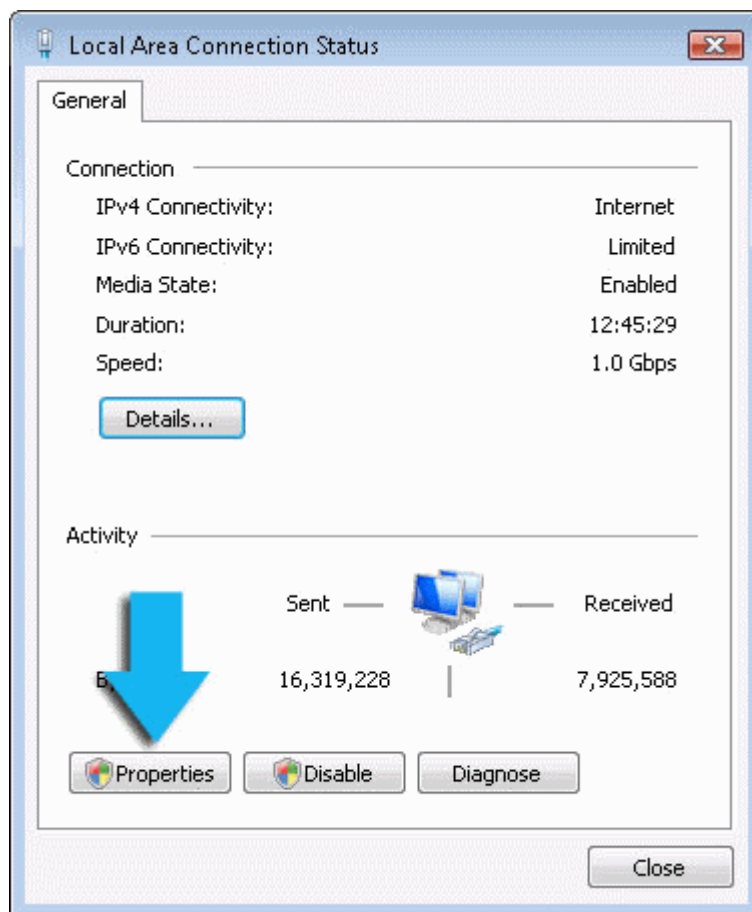 Local Area Connection Status
General
Connection
IPv4 Connectivity: Internet
IPv6 Connectivity: Limited
Media State: Enabled
Duration: 12:45:29
Speed: 1.0 Gbps
Details...
Activity
Sent Received
16,319,228 7,925,588
Properties Disable Diagnose
Close